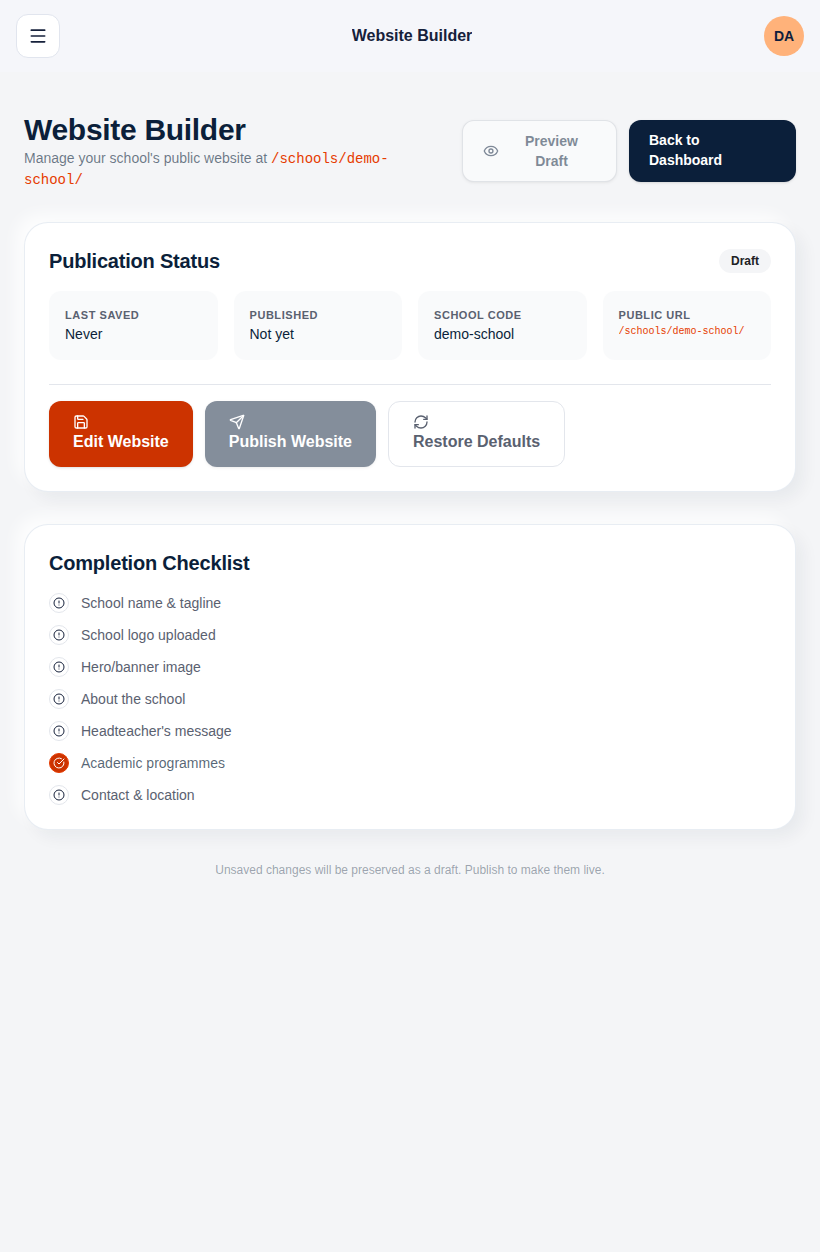 Website Builder
DA
Website Builder
Manage your school's public website at /schools/demo-
school/
Preview
Draft
Back to
Dashboard
Publication Status
Draft
LAST SAVED
Never
PUBLISHED
Not yet
SCHOOL CODE
demo-school
PUBLIC URL
/schools/demo-school/
Edit Website
Publish Website
Restore Defaults
Completion Checklist
School name & tagline
School logo uploaded
Hero/banner image
About the school
Headteacher's message
Academic programmes
Contact & location
Unsaved changes will be preserved as a draft. Publish to make them live.